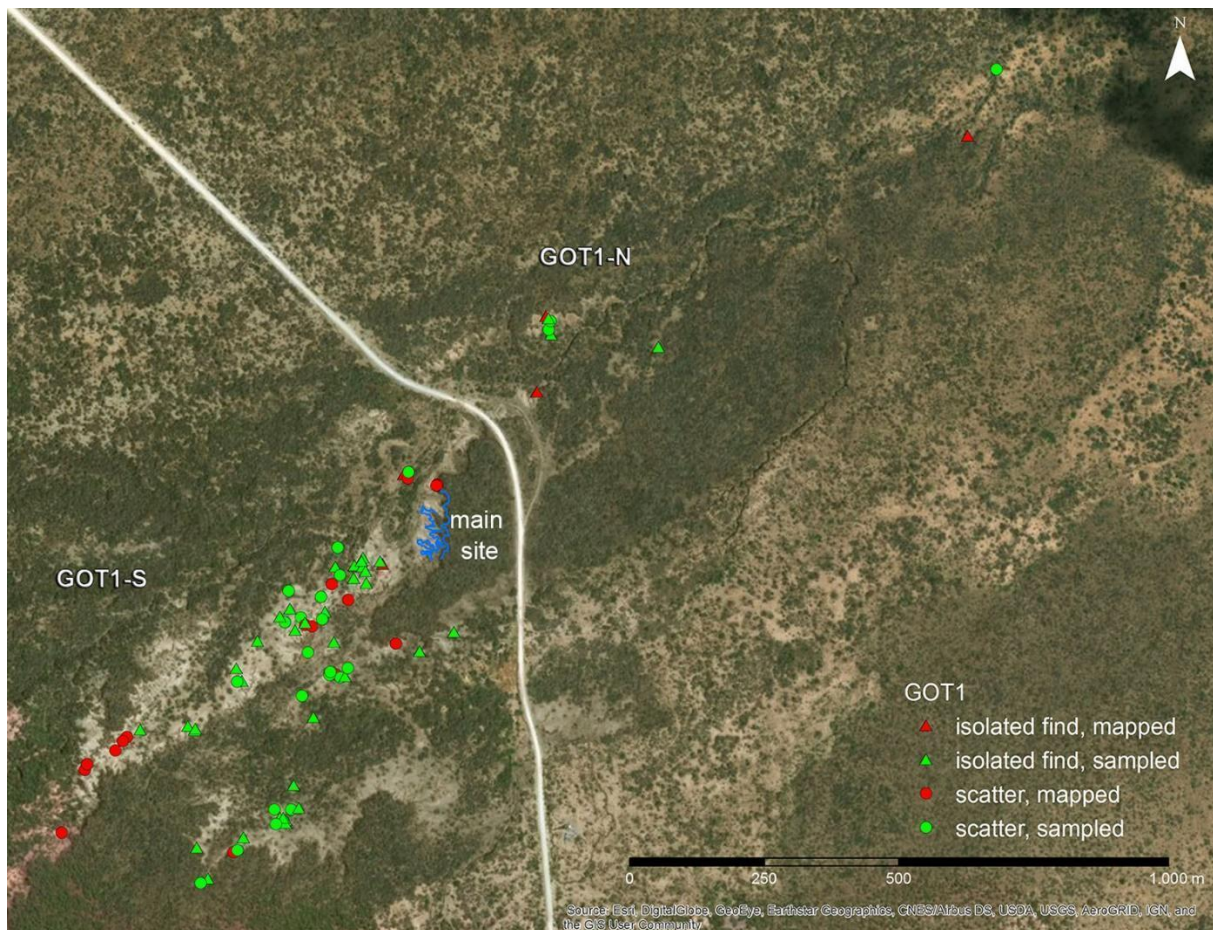 N
GOT1-N
main
site
GOT1-S
GOT1
isolated find, mapped
isolated find, sampled
scatter, mapped
scatter, sampled
0 250 500 1.000 m
Source: Esri, DigitalGlobe, GeoEye, Earthstar Geographics, CNES/Airbus DS, USDA, USGS, AeroGRID, IGN, and
the GIS User Community